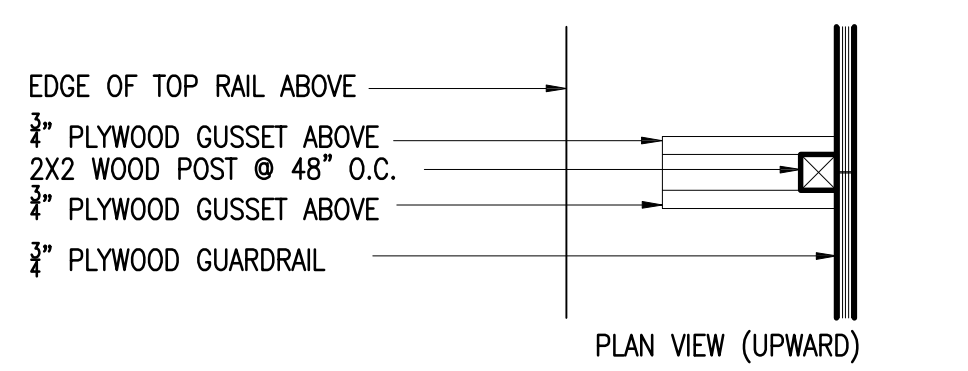 EDGE OF TOP RAIL ABOVE
3/4" PLYWOOD GUSSET ABOVE
2X2 WOOD POST @ 48" O.C.
3/4" PLYWOOD GUSSET ABOVE
3/4" PLYWOOD GUARDRAIL
PLAN VIEW (UPWARD)